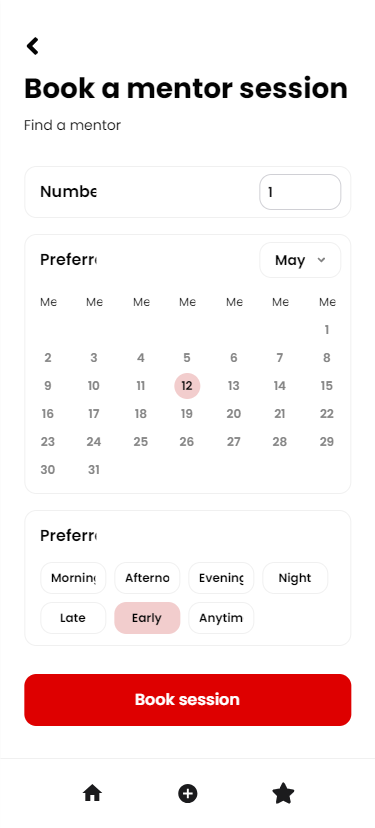 Book a mentor session
Find a mentor
Numbe 1
Preferr May
Me Me Me Me Me Me Me
1
2 3 4 5 6 7 8
9 10 11 12 13 14 15
16 17 18 19 20 21 22
23 24 25 26 27 28 29
30 31
Preferr
Morning Afterno Evening Night
Late Early Anytim
Book session